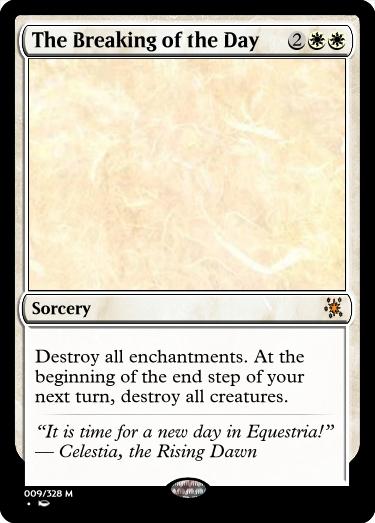 The Breaking of the Day 2
Sorcery
Destroy all enchantments. At the
beginning of the end step of your
next turn, destroy all creatures.
“It is time for a new day in Equestria!”
— Celestia, the Rising Dawn
009/328 M